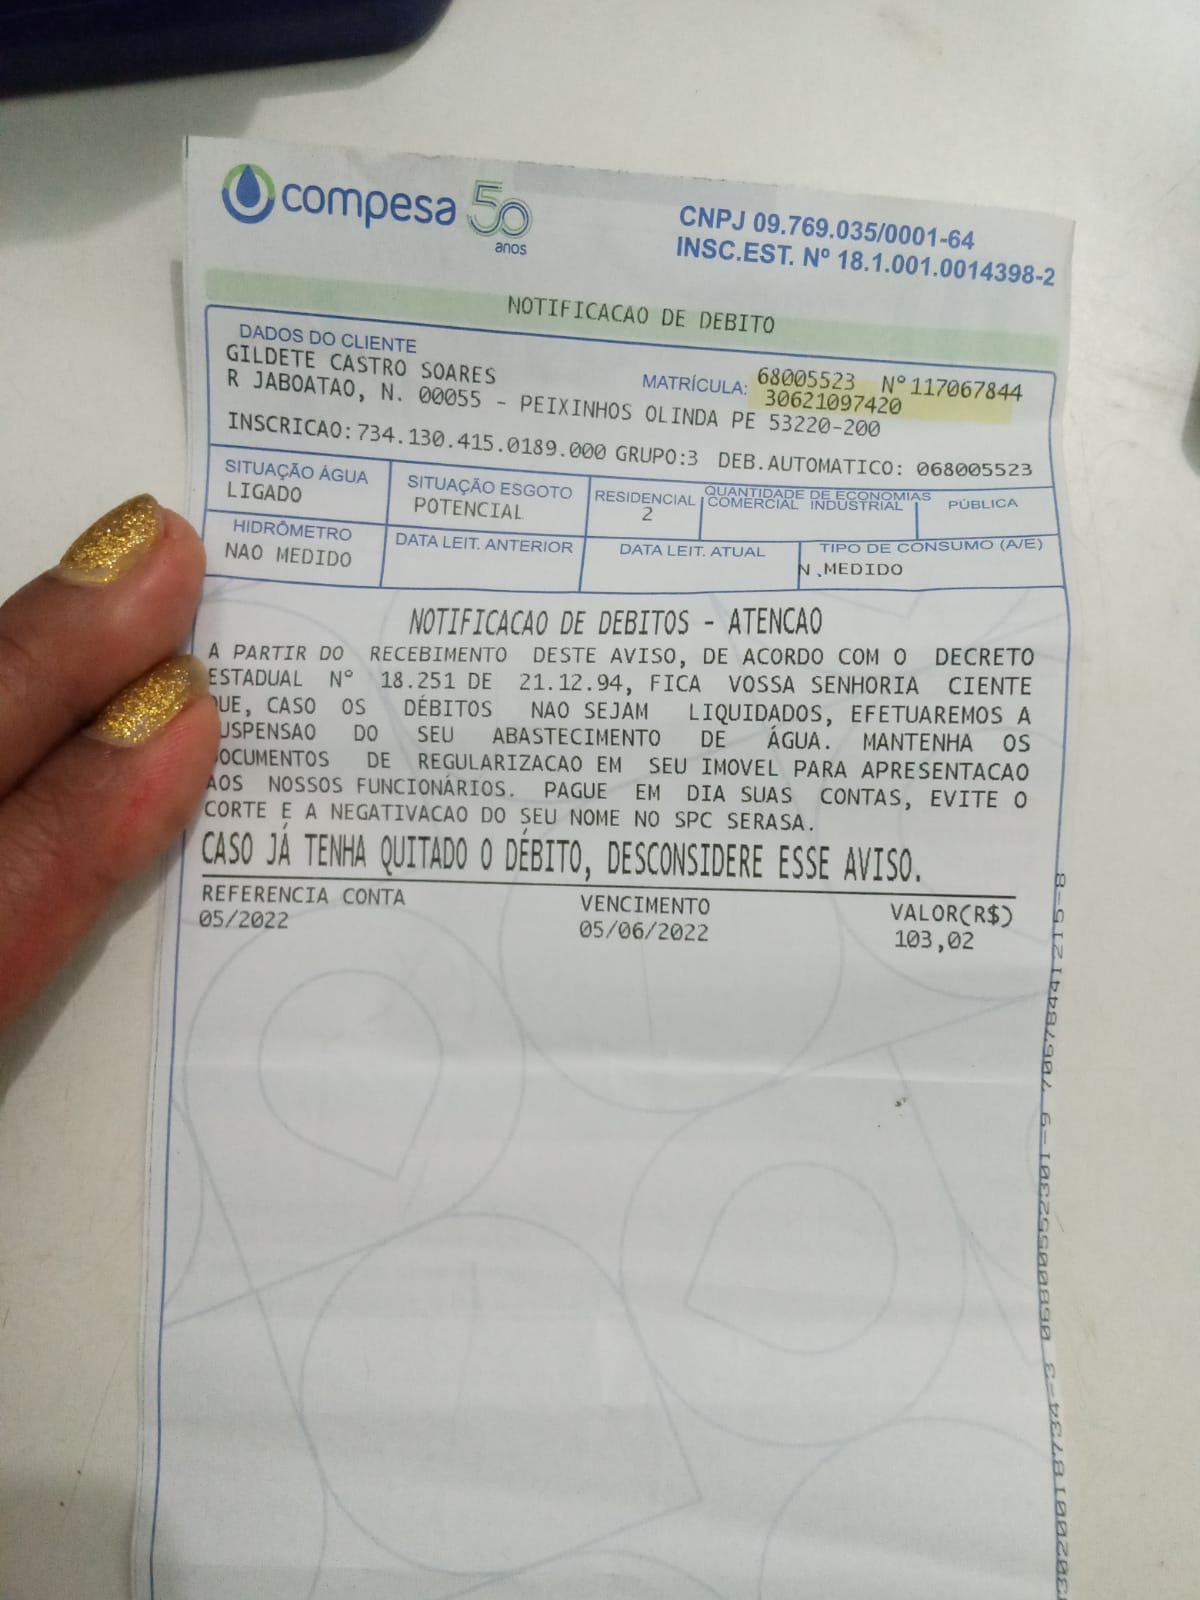 compesa 50 anos
CNPJ 09.769.035/0001-64
INSC.EST. Nº 18.1.001.0014398-2
NOTIFICACAO DE DEBITO
DADOS DO CLIENTE
GILDETE CASTRO SOARES
MATRÍCULA: 68005523 Nº 117067844
30621097420
R JABOATAO, N. 00055 - PEIXINHOS OLINDA PE 53220-200
INSCRICAO: 734.130.415.0189.000 GRUPO:3 DEB.AUTOMATICO: 068005523
SITUAÇÃO ÁGUA
LIGADO
SITUAÇÃO ESGOTO
POTENCIAL
QUANTIDADE DE ECONOMIAS
RESIDENCIAL COMERCIAL INDUSTRIAL PÚBLICA
2
HIDRÔMETRO
NAO MEDIDO
DATA LEIT. ANTERIOR
DATA LEIT. ATUAL
TIPO DE CONSUMO (A/E)
N.MEDIDO
NOTIFICACAO DE DEBITOS - ATENCAO
A PARTIR DO RECEBIMENTO DESTE AVISO, DE ACORDO COM O DECRETO
ESTADUAL Nº 18.251 DE 21.12.94, FICA VOSSA SENHORIA CIENTE
QUE, CASO OS DÉBITOS NAO SEJAM LIQUIDADOS, EFETUAREMOS A
SUSPENSAO DO SEU ABASTECIMENTO DE ÁGUA. MANTENHA OS
DOCUMENTOS DE REGULARIZACAO EM SEU IMOVEL PARA APRESENTACAO
AOS NOSSOS FUNCIONÁRIOS. PAGUE EM DIA SUAS CONTAS, EVITE O
CORTE E A NEGATIVACAO DO SEU NOME NO SPC SERASA.
CASO JÁ TENHA QUITADO O DÉBITO, DESCONSIDERE ESSE AVISO.
REFERENCIA CONTA VENCIMENTO VALOR(R$)
05/2022 05/06/2022 103,02